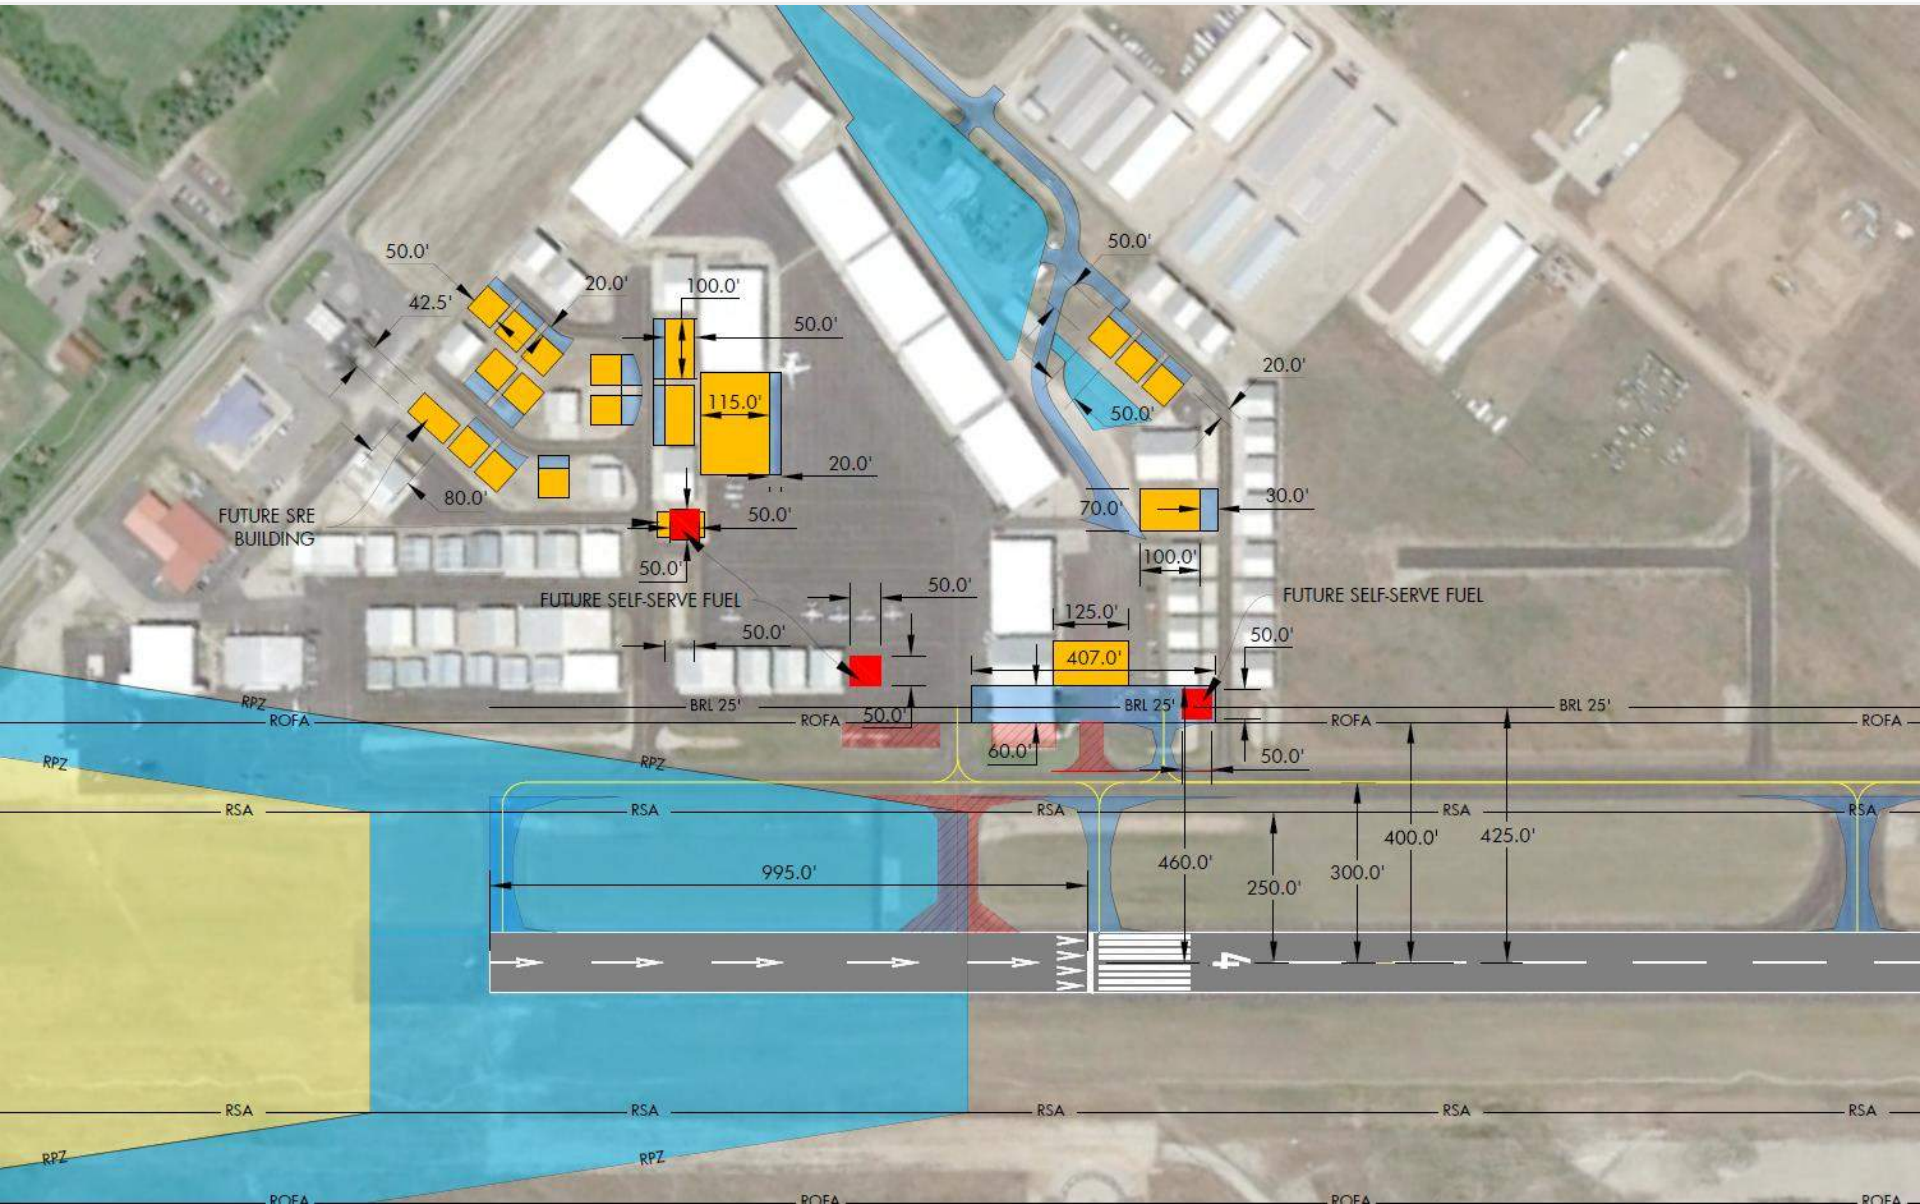 50.0'
50.0'
20.0'
42.5'
100.0'
50.0'
20.0'
115.0'
50.0'
20.0'
80.0'
FUTURE SRE
BUILDING
50.0'
70.0'
30.0'
50.0'
100.0'
50.0'
FUTURE SELF-SERVE FUEL
FUTURE SELF-SERVE FUEL
125.0'
50.0'
50.0'
407.0'
RPZ
BRL 25'
BRL 25'
BRL 25'
50.0'
ROFA
ROFA
ROFA
ROFA
60.0'
50.0'
RPZ
RPZ
RSA
RSA
RSA
RSA
RSA
400.0'
425.0'
995.0'
460.0'
300.0'
250.0'
4
RSA
RSA
RSA
RSA
RSA
RPZ
RPZ
ROFA
ROFA
ROFA
ROFA